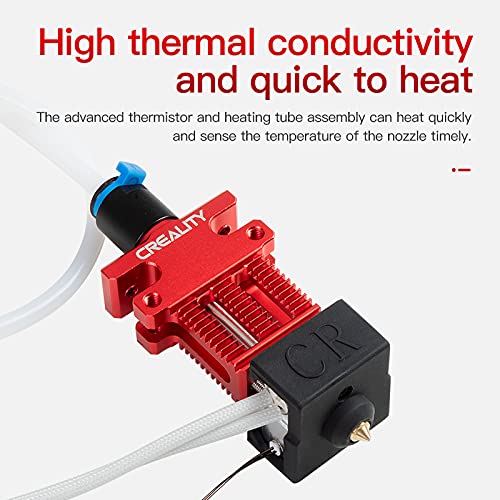 High thermal conductivity
and quick to heat
The advanced thermistor and heating tube assembly can heat quickly
and sense the temperature of the nozzle timely.
CREALITY
CR